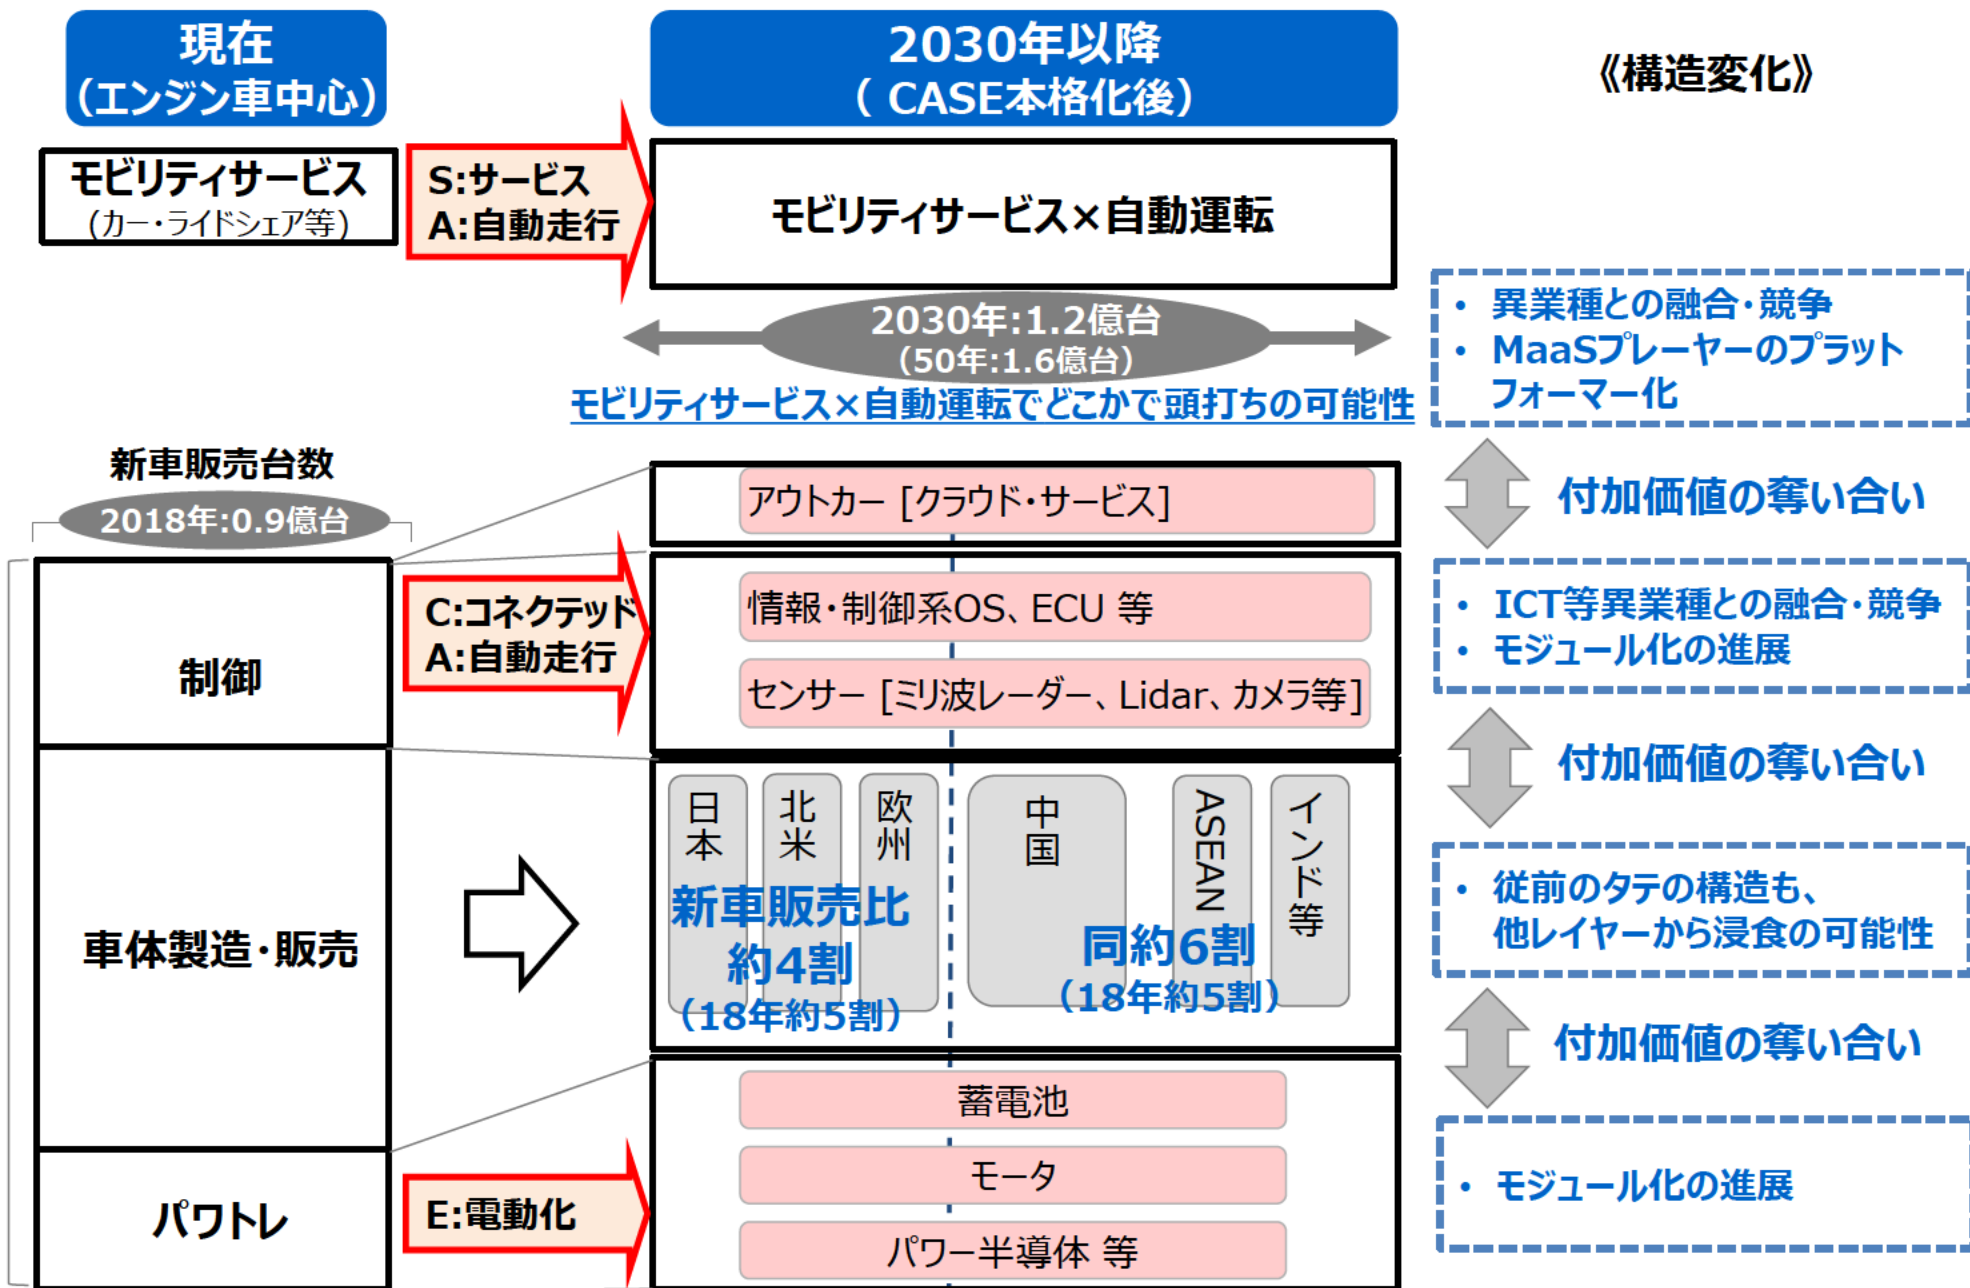 現在
（エンジン車中心）
2030年以降
（ CASE本格化後）
《構造変化》
モビリティサービス
（カー・ライドシェア等）
S:サービス
A:自動走行
モビリティサービス×自動運転
2030年:1.2億台
（50年:1.6億台）
モビリティサービス×自動運転でどこかで頭打ちの可能性
• 異業種との融合・競争
• MaaSプレーヤーのプラット
フォーマー化
新車販売台数
2018年:0.9億台
アウトカー [クラウド・サービス]
付加価値の奪い合い
制御
C:コネクテッド
A:自動走行
情報・制御系OS、ECU 等
センサー [ミリ波レーダー、Lidar、カメラ等]
• ICT等異業種との融合・競争
• モジュール化の進展
付加価値の奪い合い
車体製造・販売
日本
北米
欧州
中国
ASEAN
インド等
新車販売比
約4割
（18年約5割）
同約6割
（18年約5割）
• 従前のタテの構造も、
他レイヤーから浸食の可能性
付加価値の奪い合い
パワトレ
E:電動化
蓄電池
モータ
パワー半導体 等
• モジュール化の進展